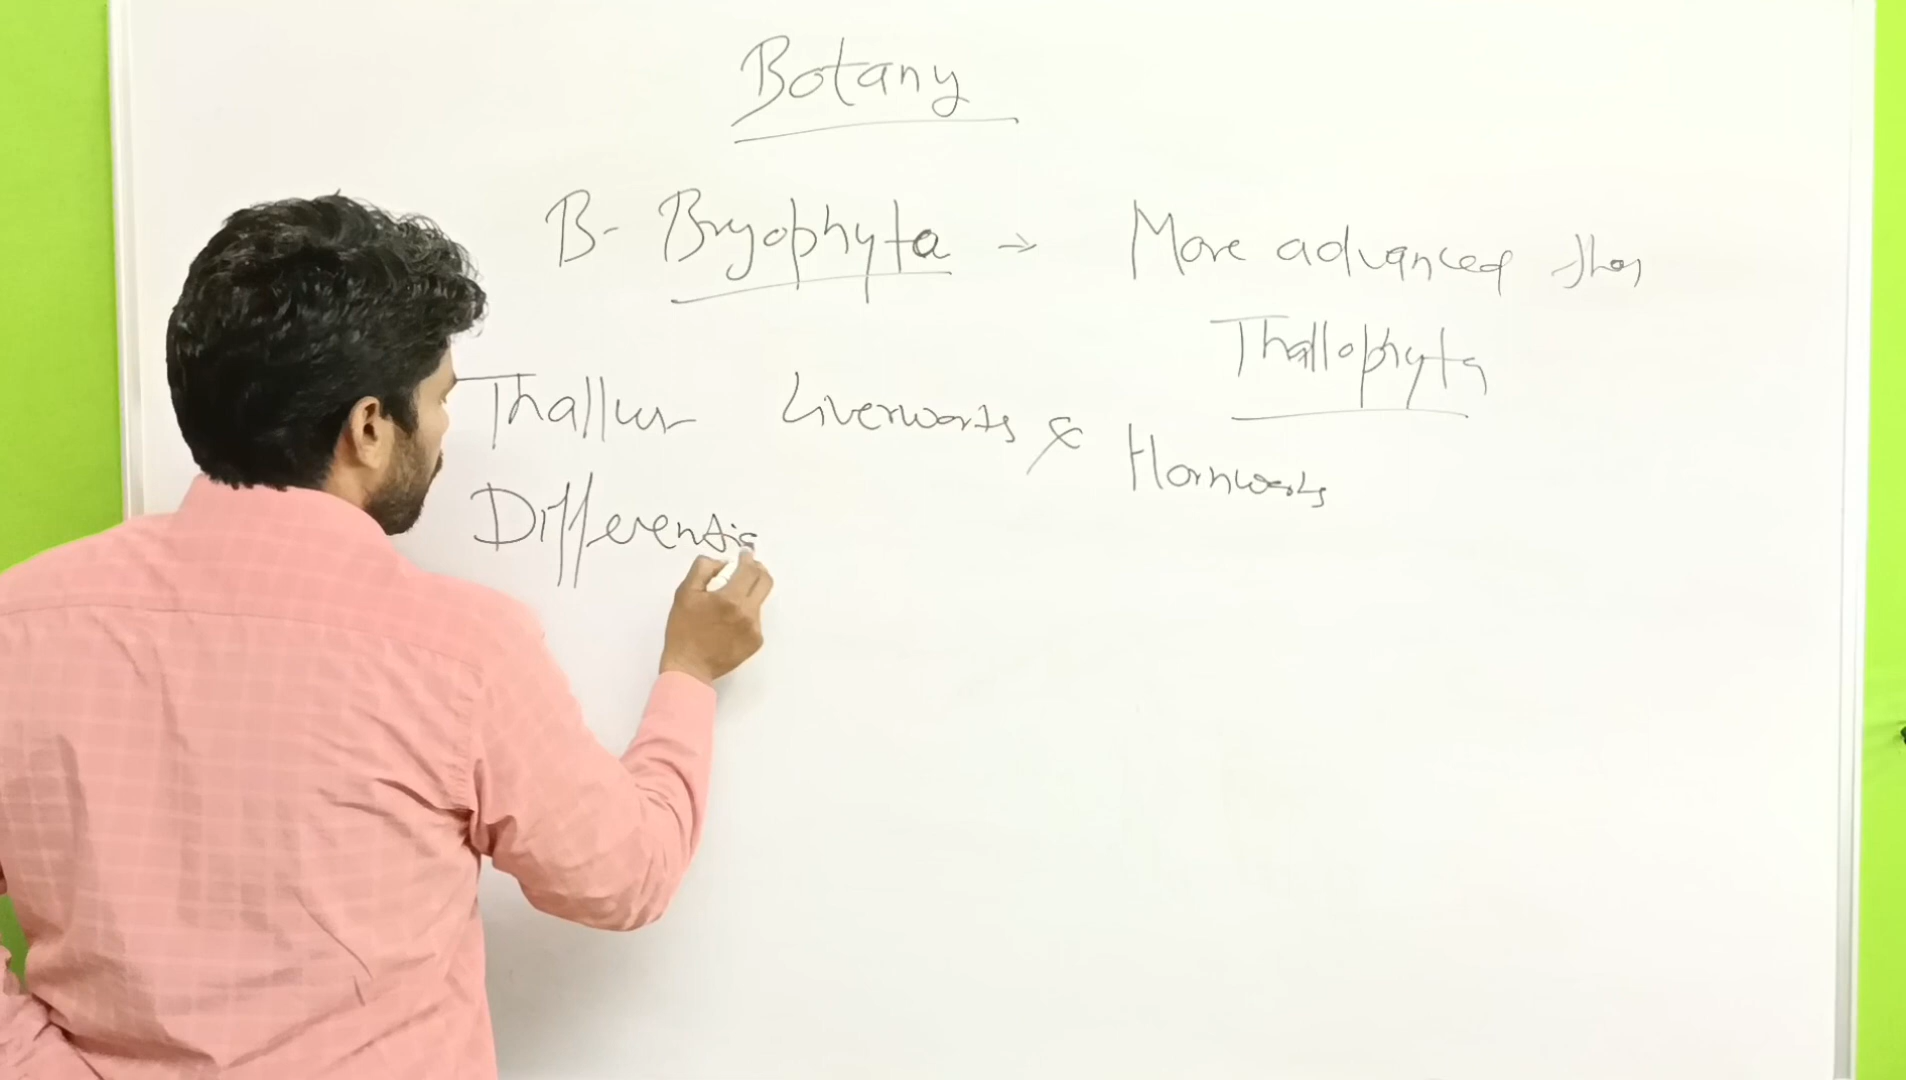 Botany
B- Bryophyta → More advanced than
Thallophyta
Thallus Liverworts & Hornworts
Differentia